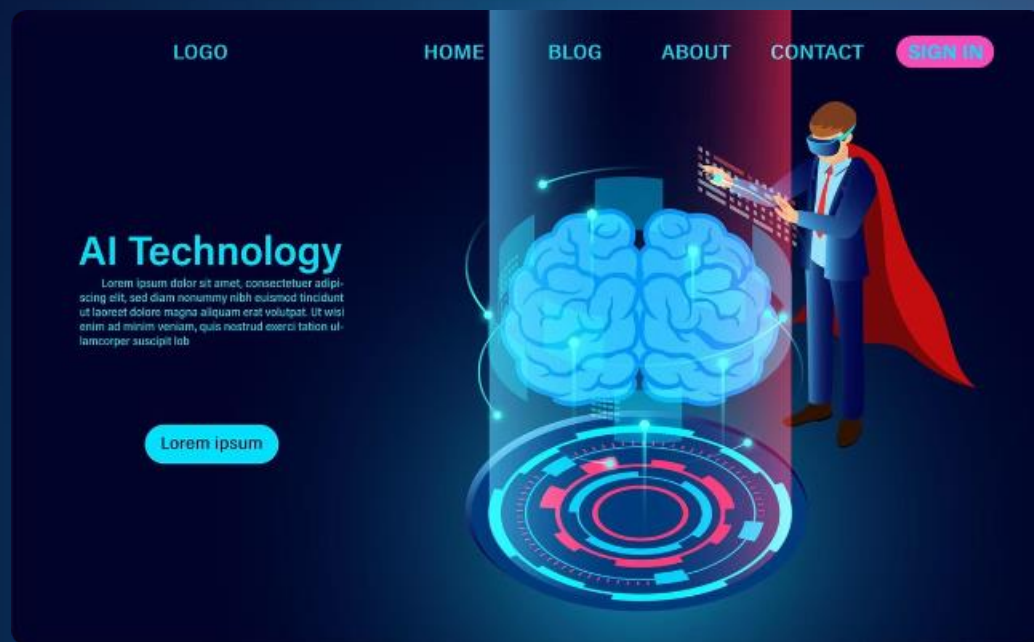 LOGO HOME BLOG ABOUT CONTACT SIGN IN
AI Technology
Lorem ipsum dolor sit amet, consectetuer adipi-
scing elit, sed diam nonummy nibh euismod tincidunt
ut laoreet dolore magna aliquam erat volutpat. Ut wisi
enim ad minim veniam, quis nostrud exerci tation ul-
lamcorper suscipit lob
Lorem ipsum